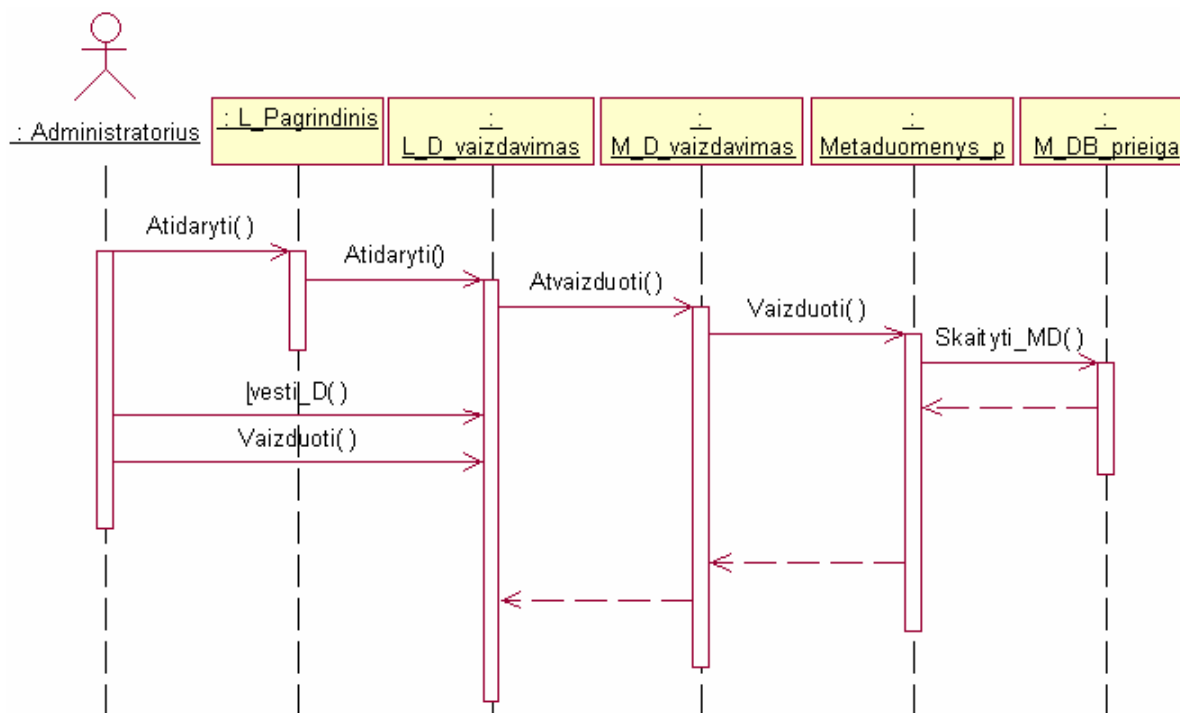 : Administratorius
: L_Pagrindinis
:
L_D_vaizdavimas
:
M_D_vaizdavimas
:
Metaduomenys_p
:
M_DB_prieiga
Atidaryti( )
Atidaryti()
Atvaizduoti( )
Vaizduoti( )
Skaityti_MD( )
Įvesti_D( )
Vaizduoti( )